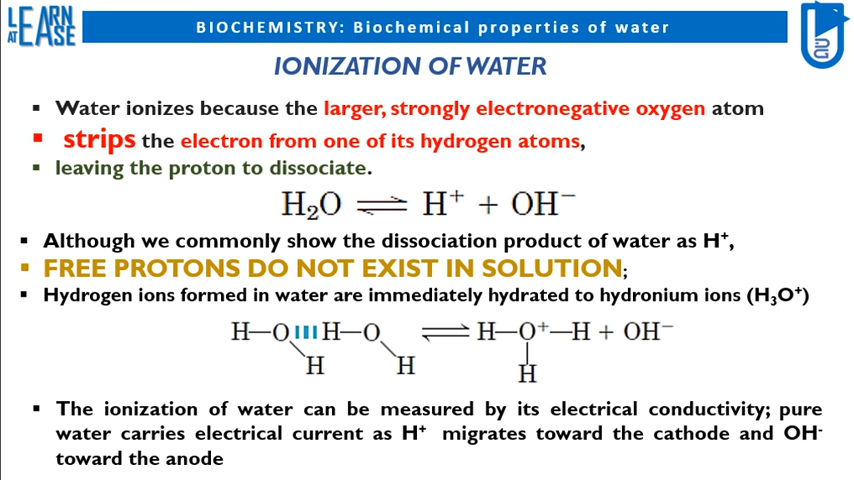 LEARN
AT EASE
BIOCHEMISTRY: Biochemical properties of water
IONIZATION OF WATER
▪ Water ionizes because the larger, strongly electronegative oxygen atom
▪ strips the electron from one of its hydrogen atoms,
▪ leaving the proton to dissociate.
H₂O ⇌ H⁺ + OH⁻
▪ Although we commonly show the dissociation product of water as H⁺,
▪ FREE PROTONS DO NOT EXIST IN SOLUTION;
▪ Hydrogen ions formed in water are immediately hydrated to hydronium ions (H₃O⁺)
H—O III H—O ⇌ H—O⁺—H + OH⁻
H H H
▪ The ionization of water can be measured by its electrical conductivity; pure
water carries electrical current as H⁺ migrates toward the cathode and OH⁻
toward the anode